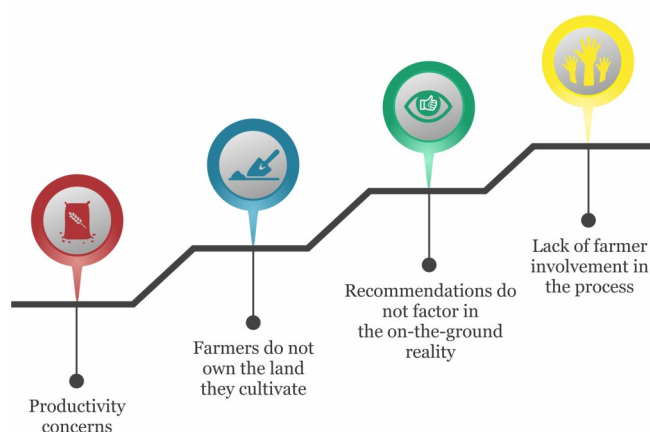 Productivity
concerns
Farmers do not
own the land
they cultivate
Recommendations do
not factor in
the on-the-ground
reality
Lack of farmer
involvement in
the process